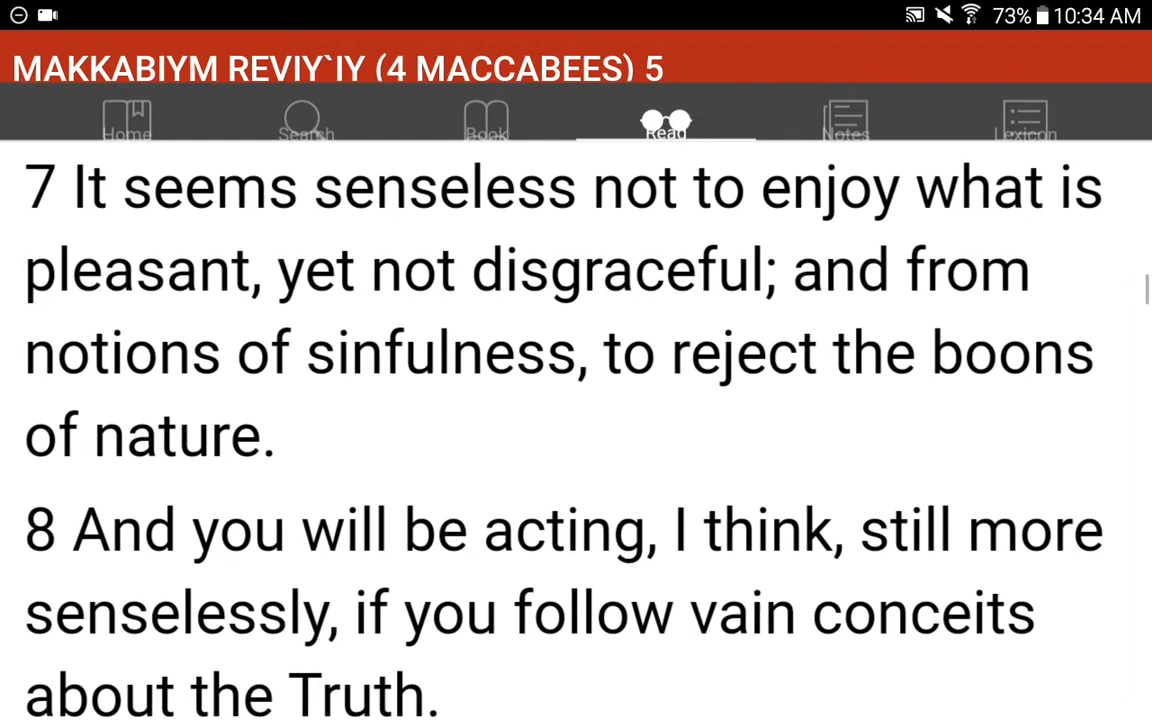 73% 10:34 AM
MAKKABIYM REVIY`IY (4 MACCABEES) 5
Home Search Book Read Notes Lexicon
7 It seems senseless not to enjoy what is
pleasant, yet not disgraceful; and from
notions of sinfulness, to reject the boons
of nature.
8 And you will be acting, I think, still more
senselessly, if you follow vain conceits
about the Truth.